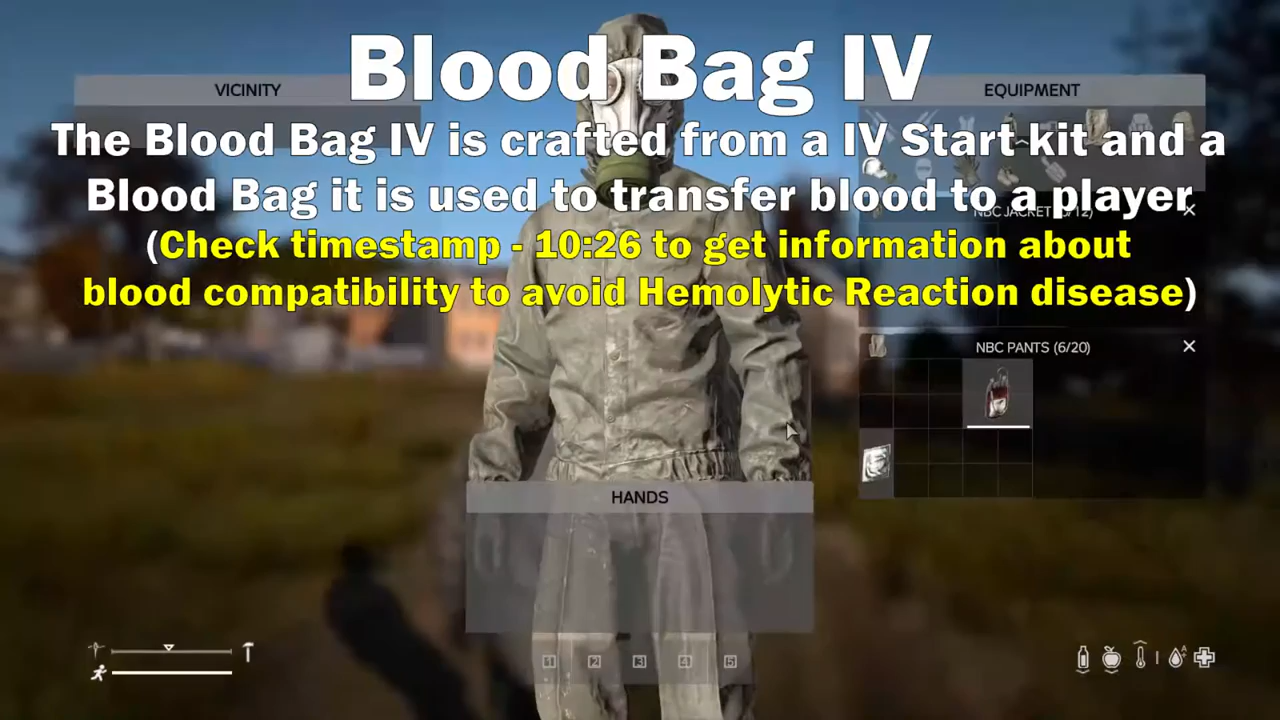 Blood Bag IV
VICINITY
EQUIPMENT
The Blood Bag IV is crafted from a IV Start kit and a
Blood Bag it is used to transfer blood to a player
(Check timestamp - 10:26 to get information about
blood compatibility to avoid Hemolytic Reaction disease)
NBC PANTS (6/20)
HANDS
1 2 3 4 5